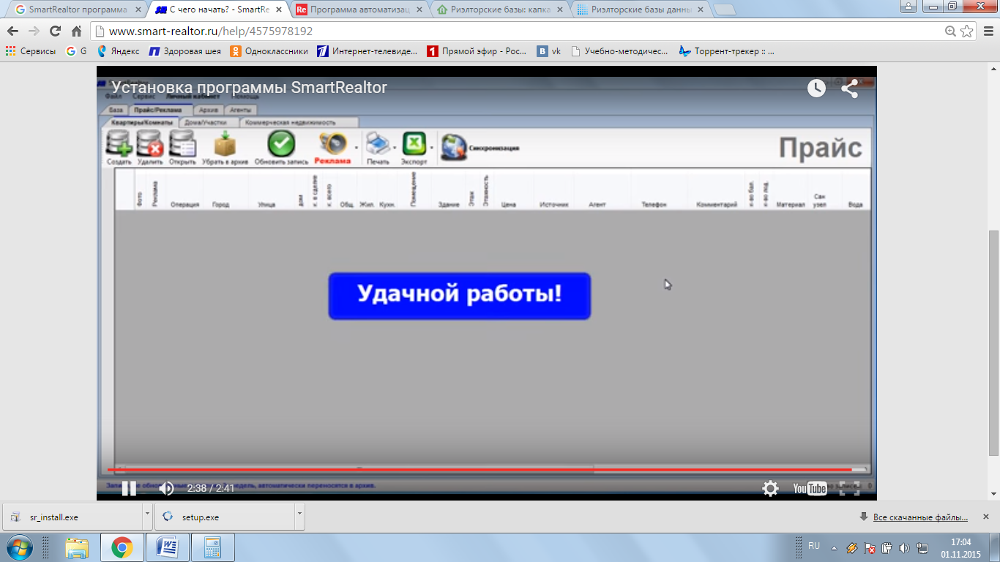 SmartRealtor программа
С чего начать? - SmartRe
Программа автоматизац
Риэлторские базы: капка
Риэлторские базы данны
www.smart-realtor.ru/help/4575978192
Сервисы
G
Яндекс
Здоровая шея
Одноклассники
Интернет-телевиде...
Прямой эфир - Рос...
vk
Учебно-методичес...
Торрент-трекер :: ...
Установка программы SmartRealtor
Файл Сервис Личный кабинет Помощь
База Прайс/Реклама Архив Агенты
Квартиры/Комнаты Дома/Участки Коммерческая недвижимость
Создать Удалить Открыть Убрать в архив Обновить запись Реклама Печать Экспорт Синхронизация
Прайс
Фото Реклама Операция Город Улица дом к. в сделке к. всего Общ. Жил. Кухн. Помещение Здание Этаж Этажность Цена Источник Агент Телефон Комментарий к-во бал. к-во лод. Материал Сан узел Вода
Удачной работы!
2:38 / 2:41
YouTube
автоматически переносятся в архив.
sr_install.exe
setup.exe
Все скачанные файлы...
RU
17:04
01.11.2015